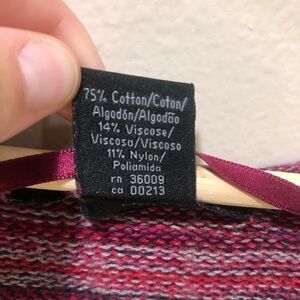 75% Cotton/Coton/
Algodón/Algodão
14% Viscose/
Viscosa/Viscoso
11% Nylon/
Poliamida
rn 36009
ca 00213